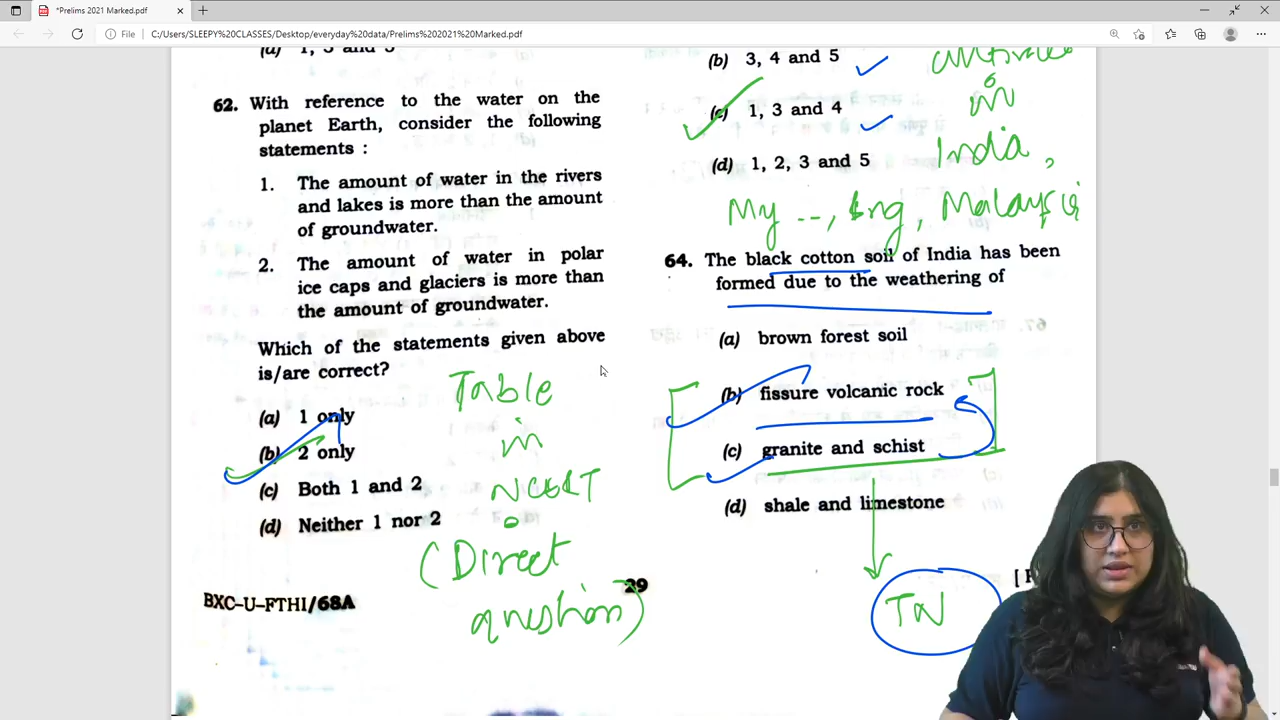 *Prelims 2021 Marked.pdf
File
C:/Users/SLEEPY%20CLASSES/Desktop/everyday%20data/Prelims%202021%20Marked.pdf
62. With reference to the water on the
planet Earth, consider the following
statements :
1. The amount of water in the rivers
and lakes is more than the amount
of groundwater.
2. The amount of water in polar
ice caps and glaciers is more than
the amount of groundwater.
Which of the statements given above
is/are correct?
(a) 1 only
(b) 2 only
(c) Both 1 and 2
(d) Neither 1 nor 2
Table
in
NCERT
(Direct
question)
BXC-U-FTHI/68A
29
(b) 3, 4 and 5
(c) 1, 3 and 4
(d) 1, 2, 3 and 5
in
India,
My --, Eng, Malaysia
64. The black cotton soil of India has been
formed due to the weathering of
(a) brown forest soil
(b) fissure volcanic rock
(c) granite and schist
(d) shale and limestone
TN